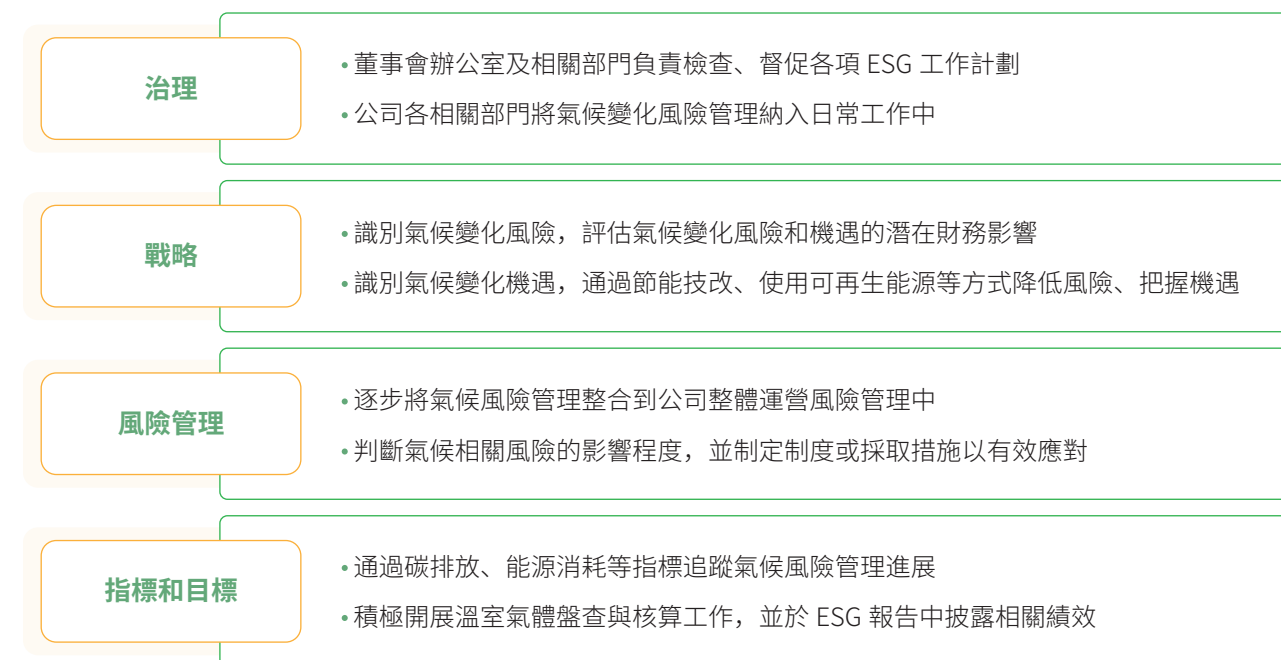 治理
• 董事會辦公室及相關部門負責檢查、督促各項 ESG 工作計劃
• 公司各相關部門將氣候變化風險管理納入日常工作中
戰略
• 識別氣候變化風險，評估氣候變化風險和機遇的潛在財務影響
• 識別氣候變化機遇，通過節能技改、使用可再生能源等方式降低風險、把握機遇
風險管理
• 逐步將氣候風險管理整合到公司整體運營風險管理中
• 判斷氣候相關風險的影響程度，並制定制度或採取措施以有效應對
指標和目標
• 通過碳排放、能源消耗等指標追蹤氣候風險管理進展
• 積極開展溫室氣體盤查與核算工作，並於 ESG 報告中披露相關績效